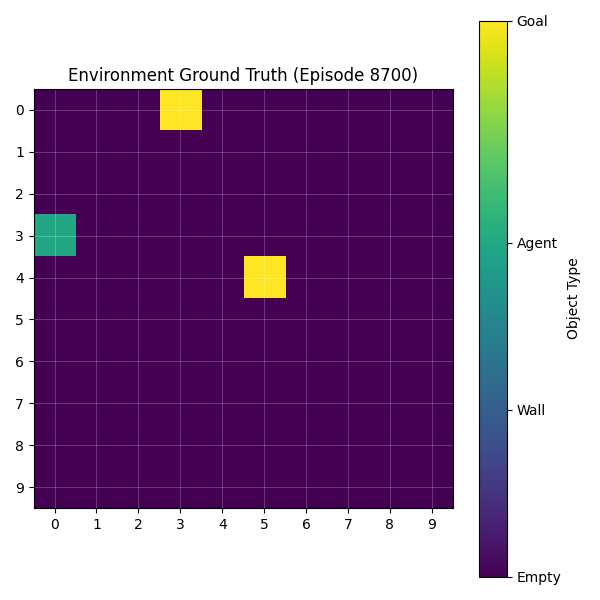 Environment Ground Truth (Episode 8700)
0
1
2
3
4
5
6
7
8
9
0 1 2 3 4 5 6 7 8 9
Goal
Agent
Wall
Empty
Object Type